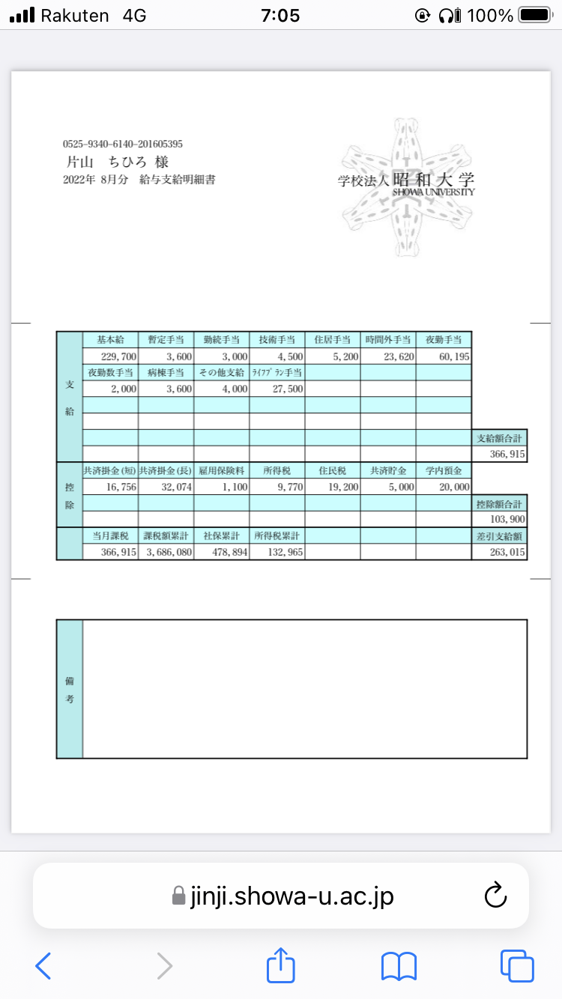 Rakuten 4G 7:05 100%
0525-9340-6140-201605395
片山 ちひろ 様
2022年 8月分 給与支給明細書
学校法人 昭和大学
SHOWA UNIVERSITY
支給
基本給 暫定手当 勤続手当 技術手当 住居手当 時間外手当 夜勤手当
229,700 3,600 3,000 4,500 5,200 23,620 60,195
夜勤数手当 病棟手当 その他支給 ﾗｲﾌﾟﾗﾝ手当
2,000 3,600 4,000 27,500
支給額合計
366,915
控除
共済掛金(短) 共済掛金(長) 雇用保険料 所得税 住民税 共済貯金 学内預金
16,756 32,074 1,100 9,770 19,200 5,000 20,000
控除額合計
103,900
当月課税 課税額累計 社保累計 所得税累計 差引支給額
366,915 3,686,080 478,894 132,965 263,015
備考
jinji.showa-u.ac.jp